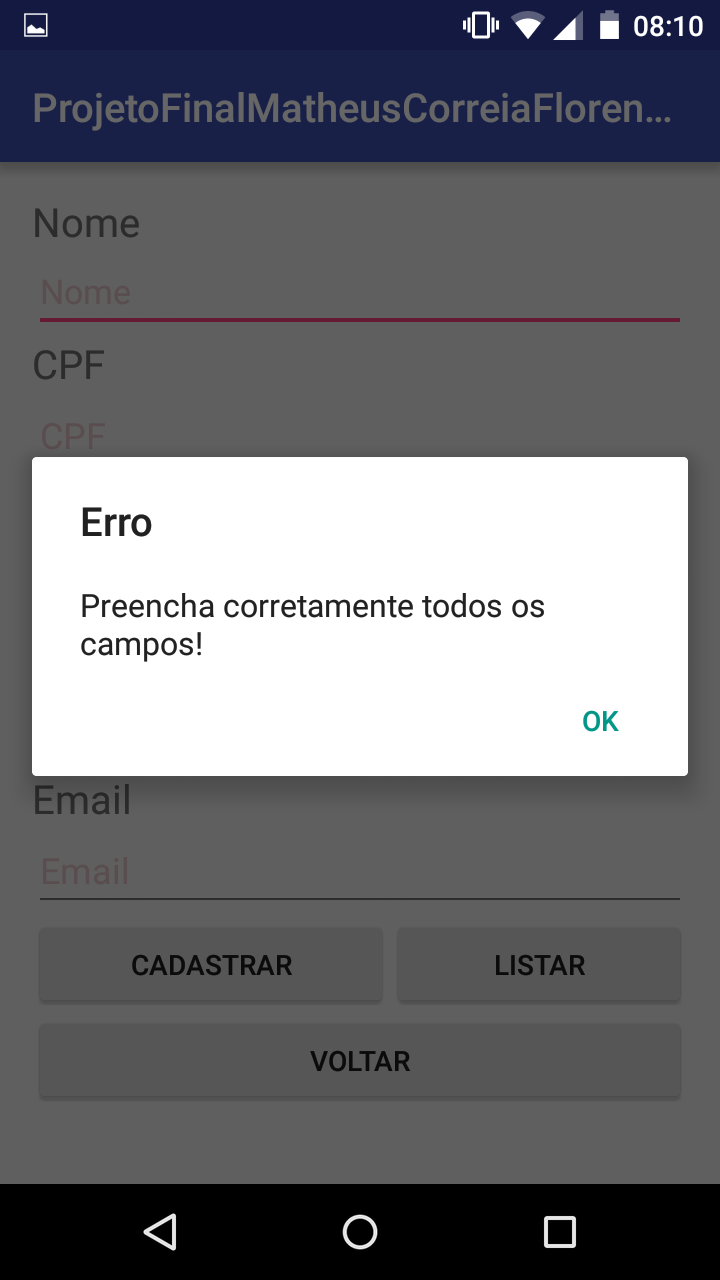 08:10
ProjetoFinalMatheusCorreiaFloren...
Nome
Nome
CPF
CPF
Erro
Preencha corretamente todos os
campos!
OK
Email
Email
CADASTRAR LISTAR
VOLTAR